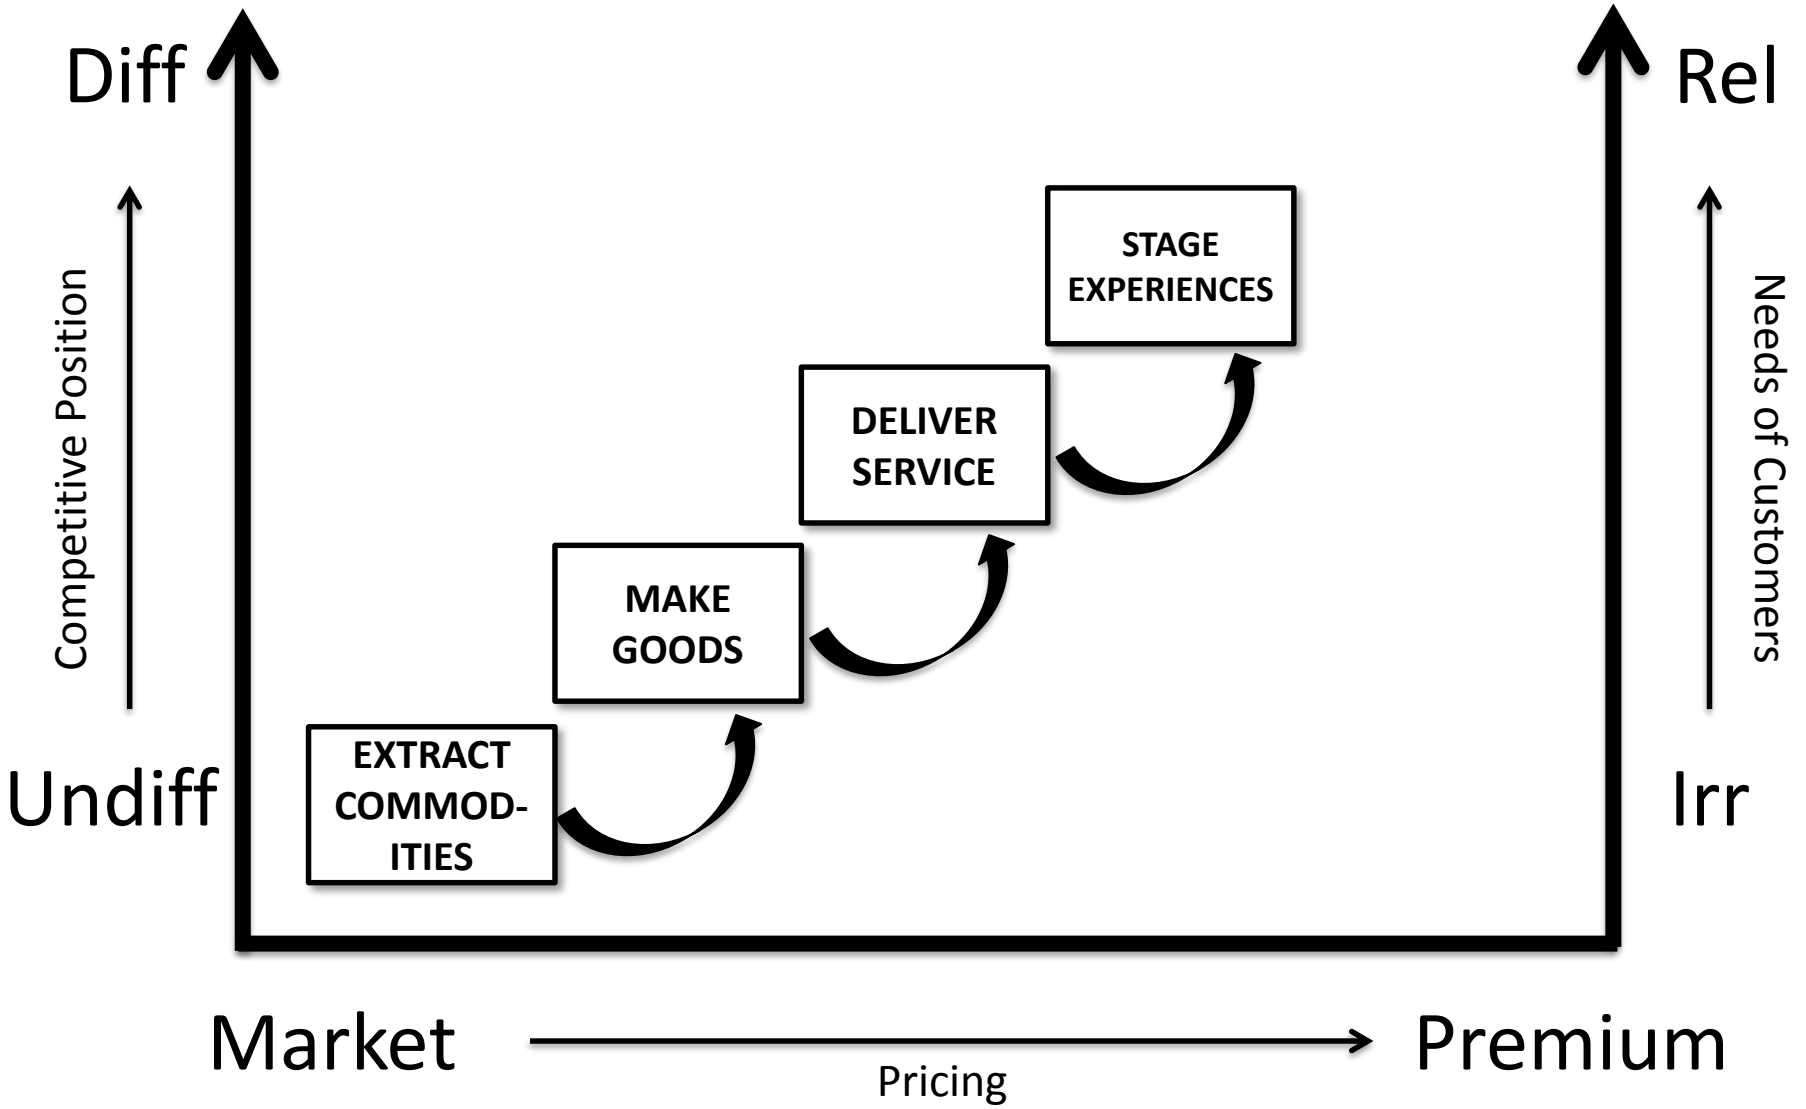 Diff
Rel
STAGE
EXPERIENCES
Competitive Position
Needs of Customers
DELIVER
SERVICE
MAKE
GOODS
EXTRACT
COMMOD-
ITIES
Undiff
Irr
Market
Premium
Pricing